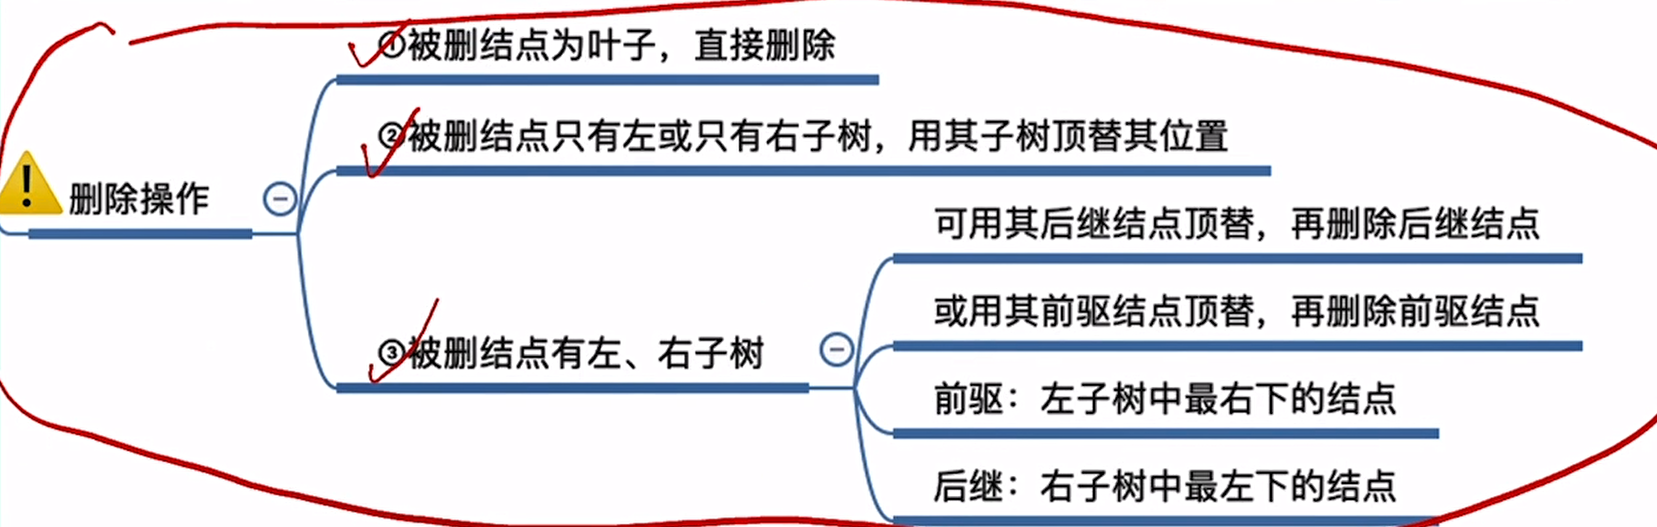 ①被删结点为叶子，直接删除
②被删结点只有左或只有右子树，用其子树顶替其位置
删除操作
③被删结点有左、右子树
可用其后继结点顶替，再删除后继结点
或用其前驱结点顶替，再删除前驱结点
前驱：左子树中最右下的结点
后继：右子树中最左下的结点